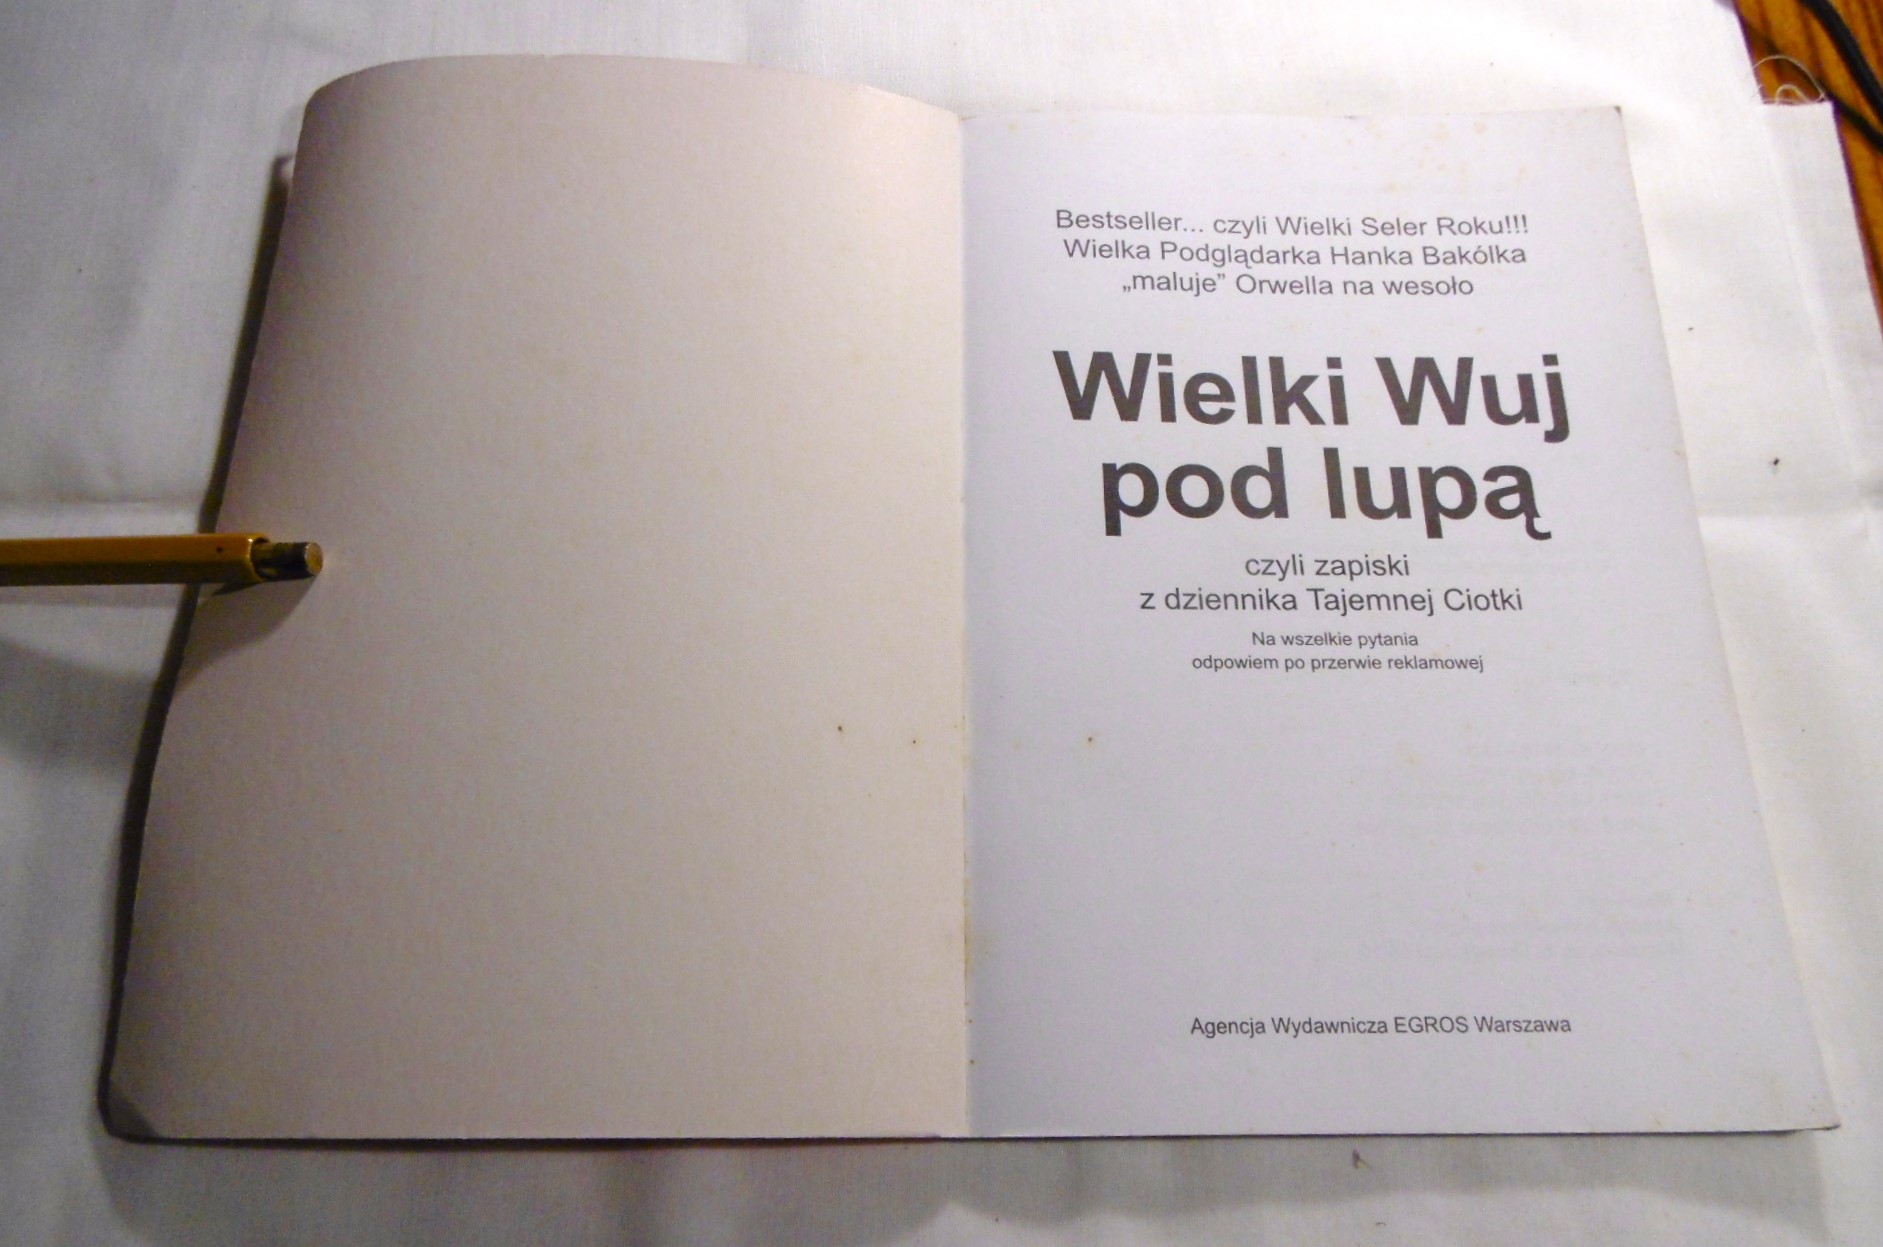 Bestseller... czyli Wielki Seler Roku!!!
Wielka Podglądarka Hanka Bakólka
„maluje” Orwella na wesoło
Wielki Wuj
pod lupą
czyli zapiski
z dziennika Tajemnej Ciotki
Na wszelkie pytania
odpowiem po przerwie reklamowej
Agencja Wydawnicza EGROS Warszawa